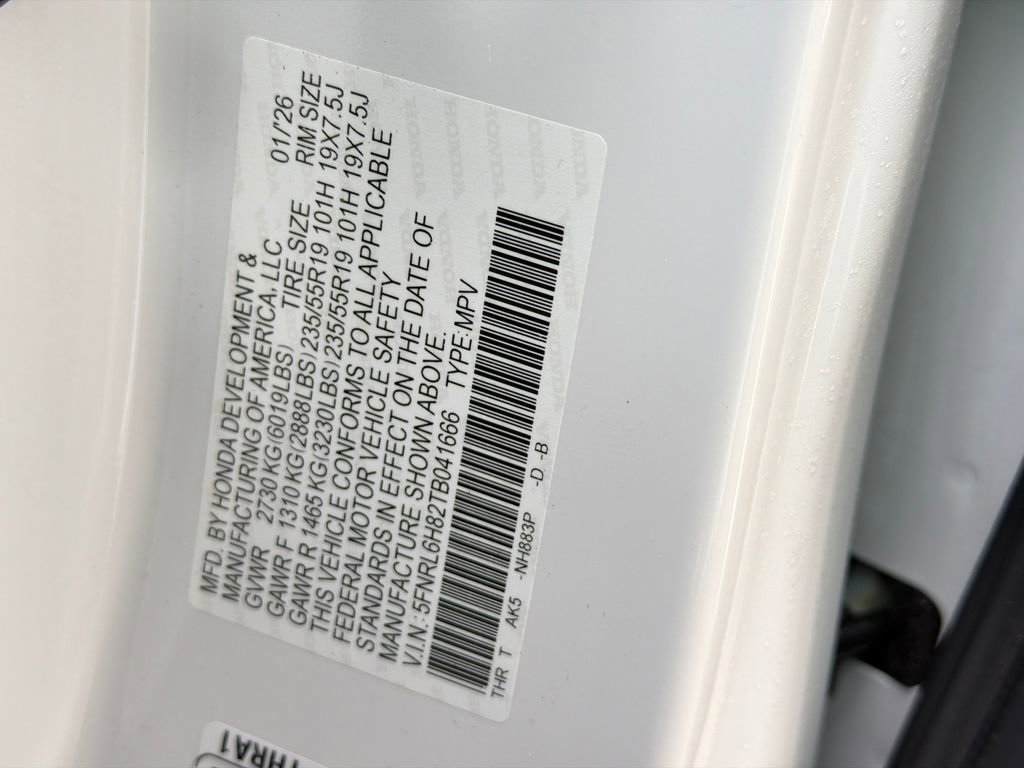 MFD. BY HONDA DEVELOPMENT &
MANUFACTURING OF AMERICA, LLC 01/'26
GVWR 2730 KG(6019LBS) TIRE SIZE RIM SIZE
GAWR F 1310 KG(2888LBS) 235/55R19 101H 19X7.5J
GAWR R 1465 KG(3230LBS) 235/55R19 101H 19X7.5J
THIS VEHICLE CONFORMS TO ALL APPLICABLE
FEDERAL MOTOR VEHICLE SAFETY
STANDARDS IN EFFECT ON THE DATE OF
MANUFACTURE SHOWN ABOVE.
V.I.N.:5FNRL6H82TB041666 TYPE:MPV
THR T AK5 -NH883P -D -B
THRA1